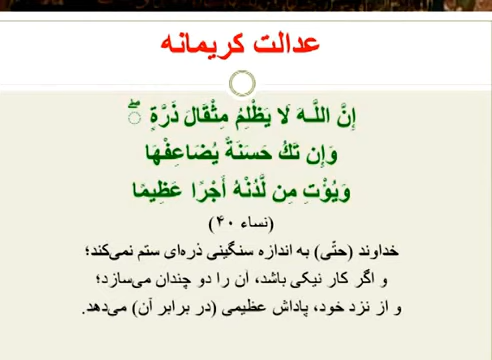 عدالت کریمانه
إِنَّ اللَّـهَ لَا يَظْلِمُ مِثْقَالَ ذَرَّةٍ ۖ
وَإِن تَكُ حَسَنَةً يُضَاعِفْهَا
وَيُؤْتِ مِن لَّدُنْهُ أَجْرًا عَظِيمًا
(نساء ۴۰)
خداوند (حتّی) به اندازه سنگینی ذره‌ای ستم نمی‌کند؛
و اگر کار نیکی باشد، آن را دو چندان می‌سازد؛
و از نزد خود، پاداش عظیمی (در برابر آن) می‌دهد.